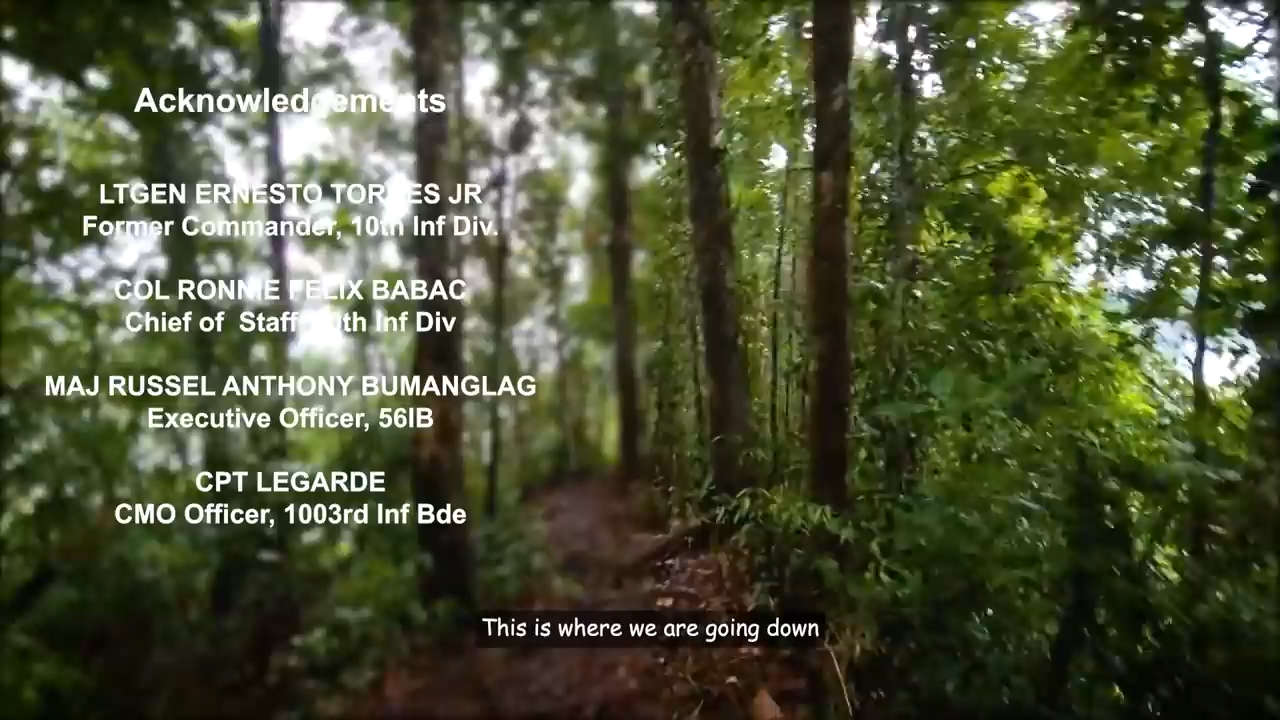 Acknowledgements
LTGEN ERNESTO TORRES JR
Former Commander, 10th Inf Div.
COL RONNIE FELIX BABAC
Chief of Staff 10th Inf Div
MAJ RUSSEL ANTHONY BUMANGLAG
Executive Officer, 56IB
CPT LEGARDE
CMO Officer, 1003rd Inf Bde
This is where we are going down